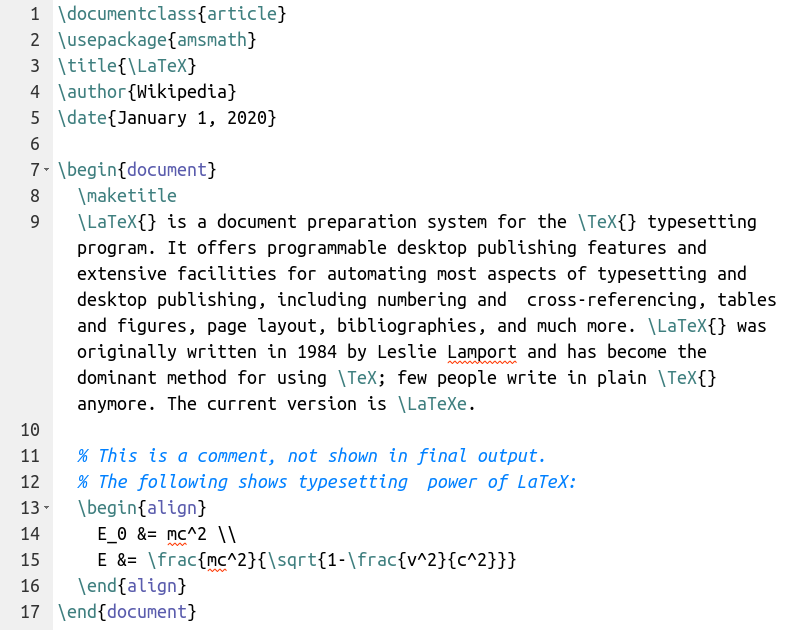 1 \documentclass{article}
2 \usepackage{amsmath}
3 \title{\LaTeX}
4 \author{Wikipedia}
5 \date{January 1, 2020}
6
7 \begin{document}
8 \maketitle
9 \LaTeX{} is a document preparation system for the \TeX{} typesetting
program. It offers programmable desktop publishing features and
extensive facilities for automating most aspects of typesetting and
desktop publishing, including numbering and  cross-referencing, tables
and figures, page layout, bibliographies, and much more. \LaTeX{} was
originally written in 1984 by Leslie Lamport and has become the
dominant method for using \TeX; few people write in plain \TeX{}
anymore. The current version is \LaTeXe.
10
11 % This is a comment, not shown in final output.
12 % The following shows typesetting  power of LaTeX:
13 \begin{align}
14 E_0 &= mc^2 \\
15 E &= \frac{mc^2}{\sqrt{1-\frac{v^2}{c^2}}}
16 \end{align}
17 \end{document}